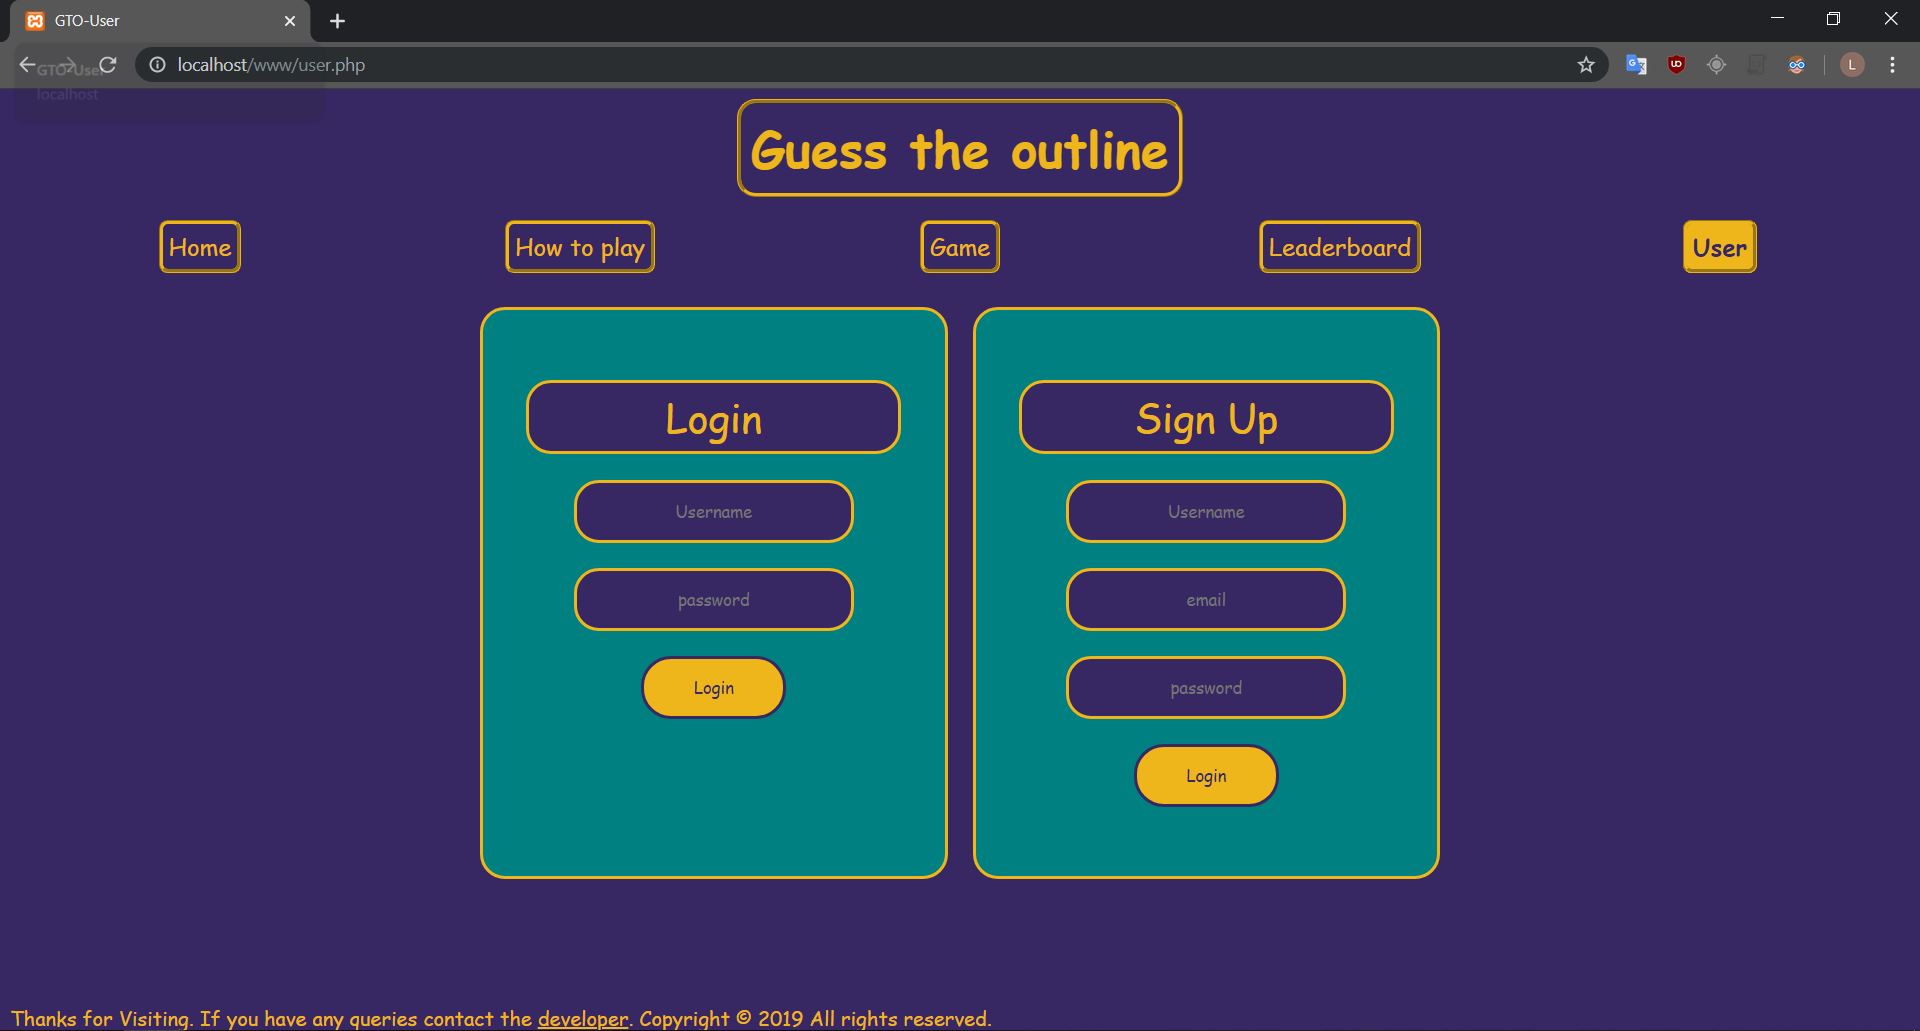 GTO-User
localhost/www/user.php
L
GTO-User
localhost
Guess the outline
Home
How to play
Game
Leaderboard
User
Login
Username
password
Login
Sign Up
Username
email
password
Login
Thanks for Visiting. If you have any queries contact the developer. Copyright © 2019 All rights reserved.